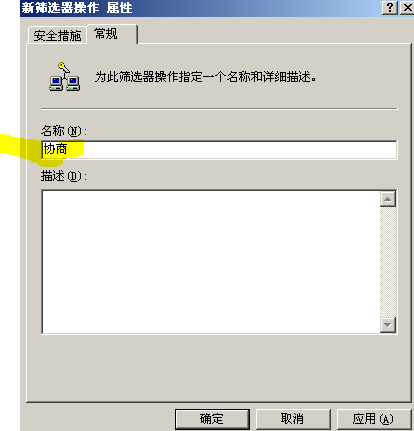 新筛选器操作 属性
安全措施 常规
为此筛选器操作指定一个名称和详细描述。
名称(N):
协商
描述(D):
确定 取消 应用(A)